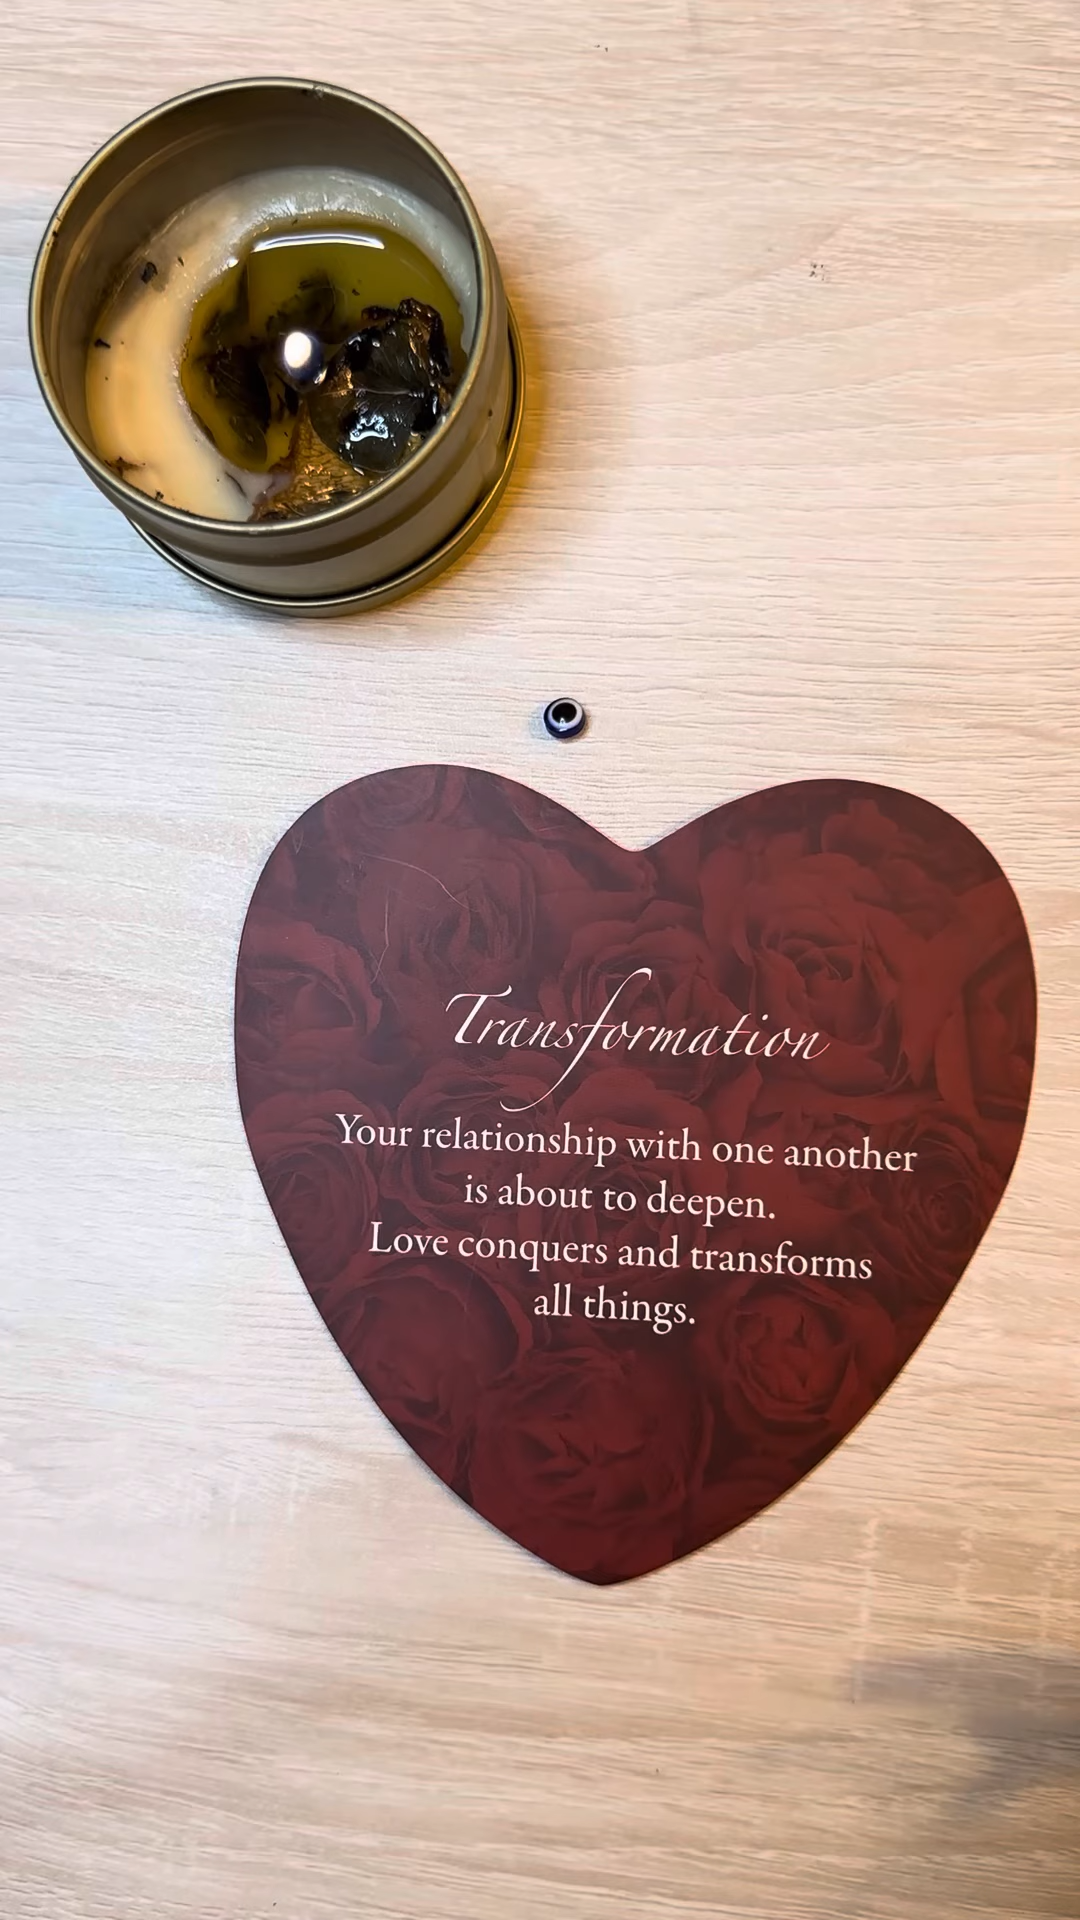 Transformation
Your relationship with one another
is about to deepen.
Love conquers and transforms
all things.